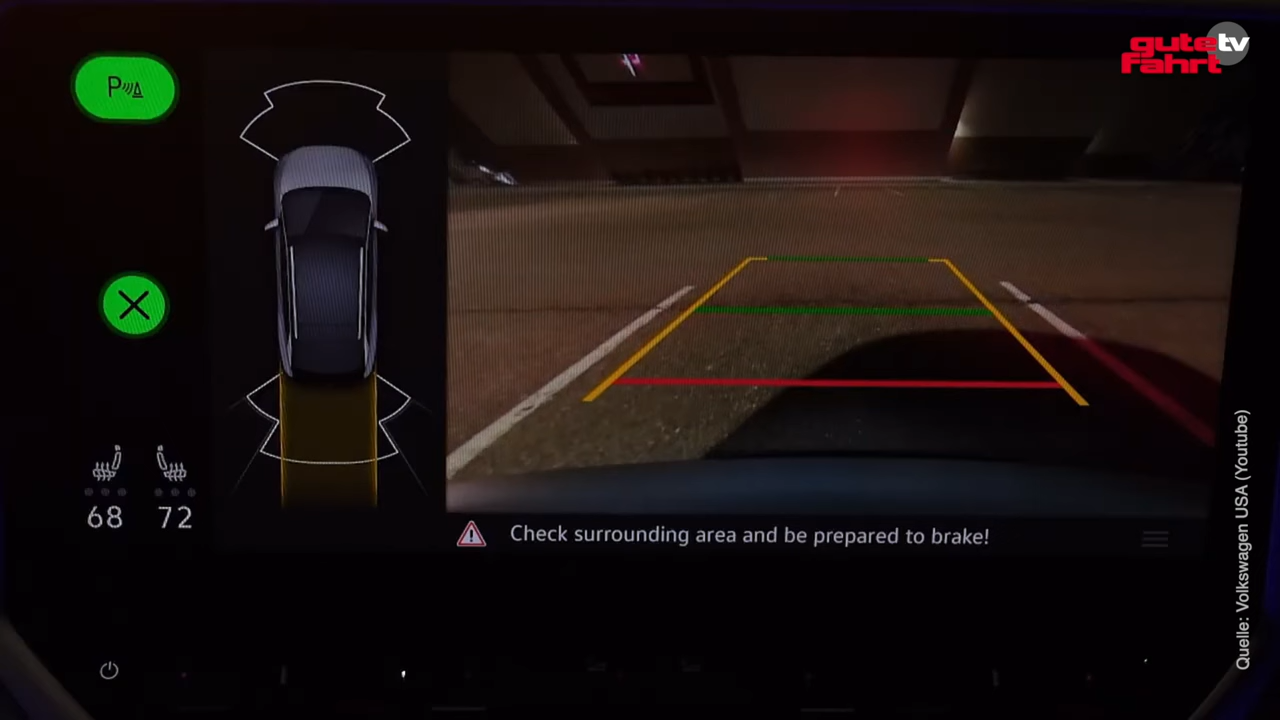 gute tv
Fahrt
P
68 72
Check surrounding area and be prepared to brake!
Quelle: Volkswagen USA (Youtube)